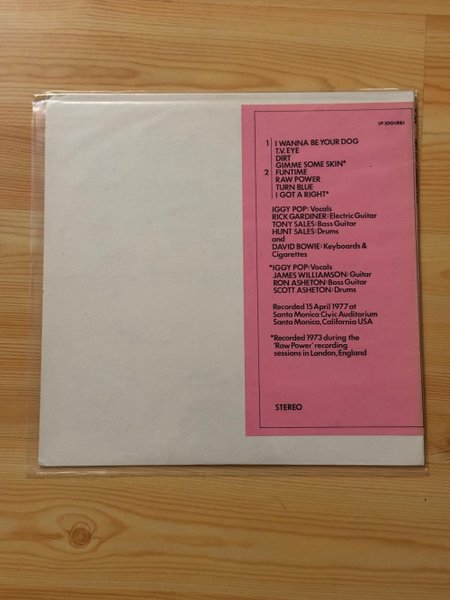 1 I WANNA BE YOUR DOG
T.V. EYE
DIRT
GIMME SOME SKIN*
2 FUNTIME
RAW POWER
TURN BLUE
I GOT A RIGHT*
IGGY POP: Vocals
RICK GARDINER: Electric Guitar
TONY SALES: Bass Guitar
HUNT SALES: Drums
and
DAVID BOWIE: Keyboards &
Cigarettes
*IGGY POP: Vocals
JAMES WILLIAMSON: Guitar
RON ASHETON: Bass Guitar
SCOTT ASHETON: Drums
Recorded 15 April 1977 at
Santa Monica Civic Auditorium
Santa Monica, California USA
*Recorded 1973 during the
'Raw Power' recording
sessions in London, England
STEREO